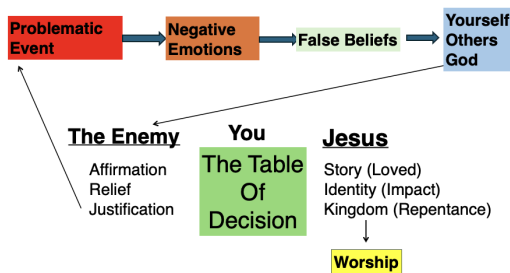 Problematic
Event
Negative
Emotions
False Beliefs
Yourself
Others
God
The Enemy
Affirmation
Relief
Justification
You
The Table
Of
Decision
Jesus
Story (Loved)
Identity (Impact)
Kingdom (Repentance)
Worship